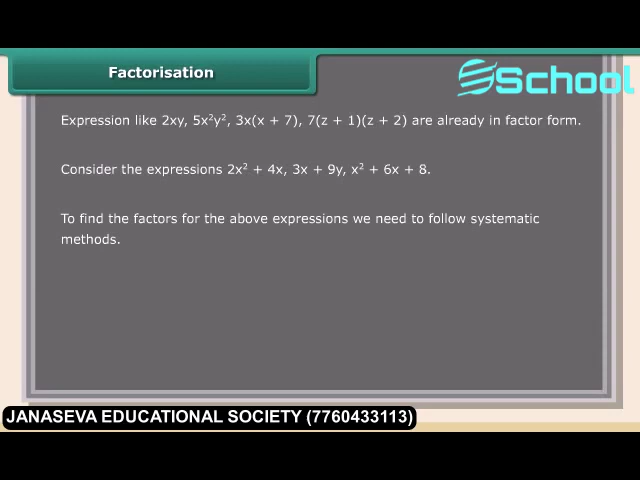 Factorisation
School
Expression like 2xy, 5x²y², 3x(x + 7), 7(z + 1)(z + 2) are already in factor form.
Consider the expressions 2x² + 4x, 3x + 9y, x² + 6x + 8.
To find the factors for the above expressions we need to follow systematic
methods.
JANASEVA EDUCATIONAL SOCIETY (7760433113)